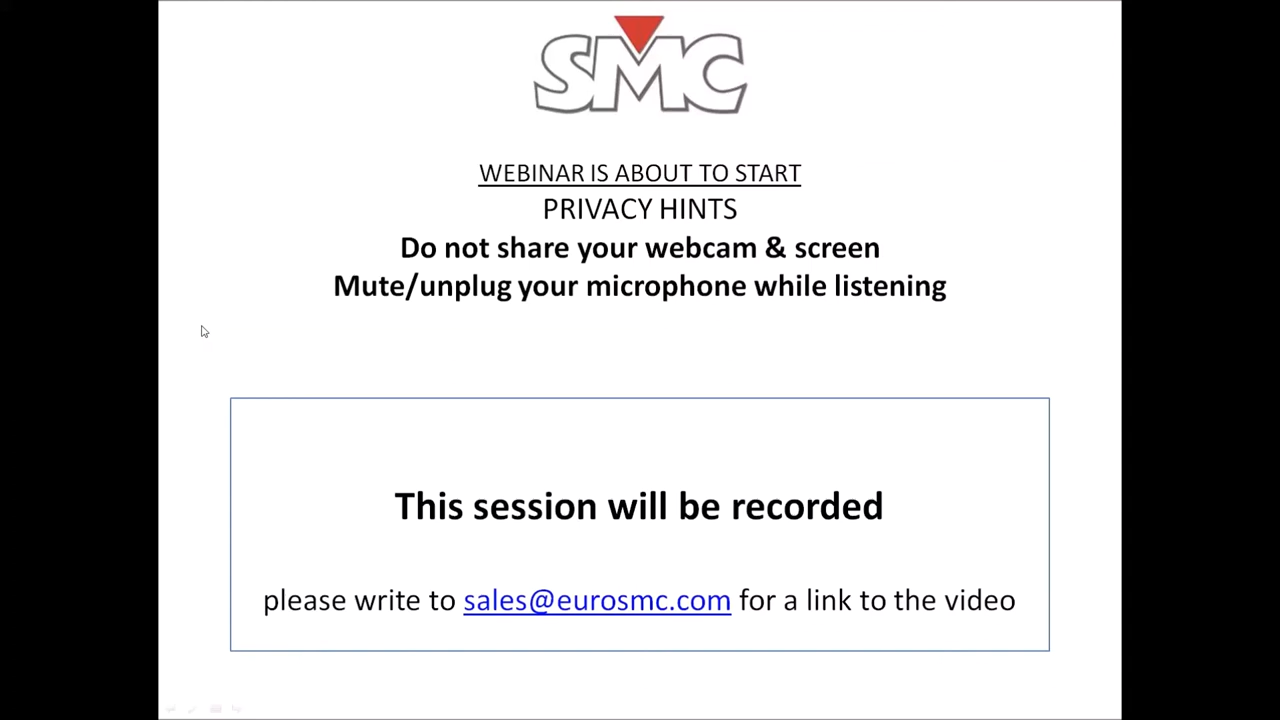 SMC
WEBINAR IS ABOUT TO START
PRIVACY HINTS
Do not share your webcam & screen
Mute/unplug your microphone while listening
This session will be recorded
please write to sales@eurosmc.com for a link to the video